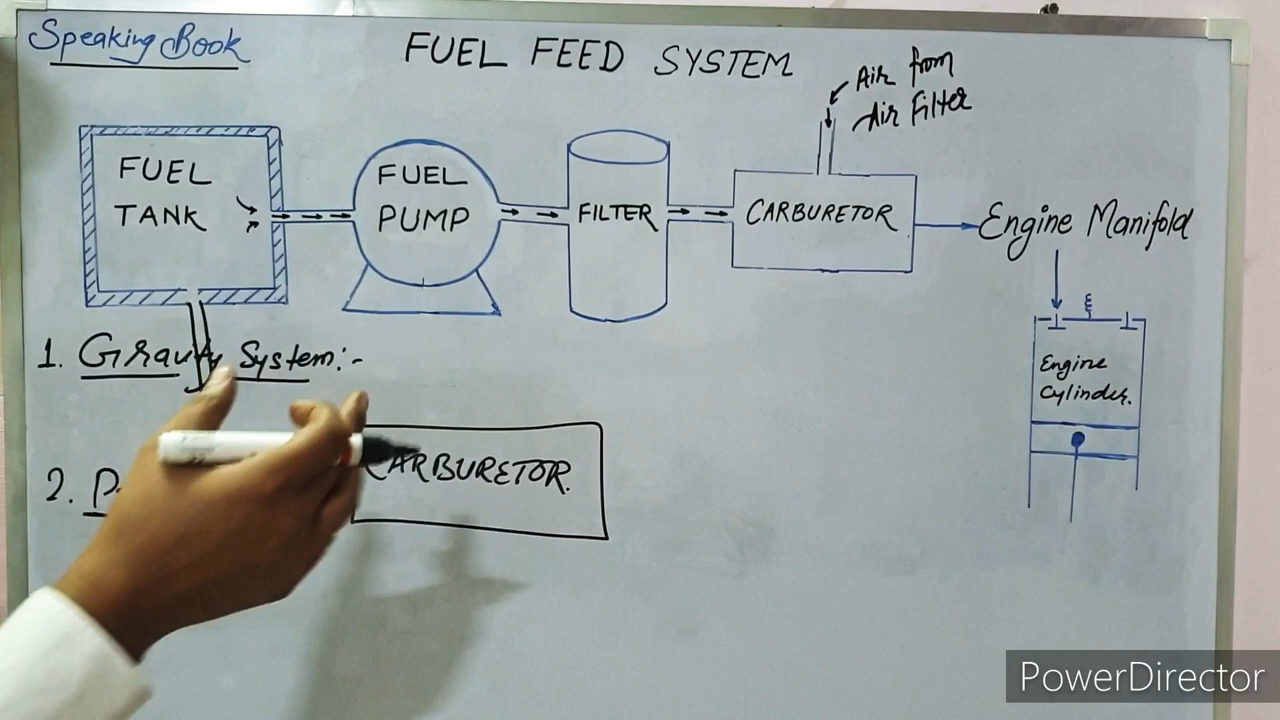 Speaking Book
FUEL FEED SYSTEM
Air from
Air Filter
FUEL
TANK
FUEL
PUMP
FILTER
CARBURETOR
Engine Manifold
1. Gravity System:-
Engine
Cylinder.
2. P
CARBURETOR.
PowerDirector